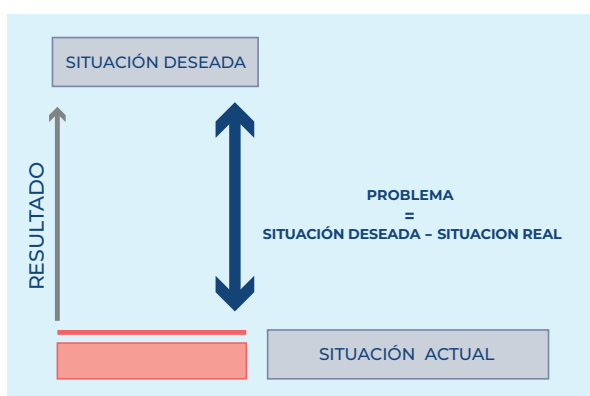 SITUACIÓN DESEADA
RESULTADO
PROBLEMA
=
SITUACIÓN DESEADA – SITUACION REAL
SITUACIÓN ACTUAL